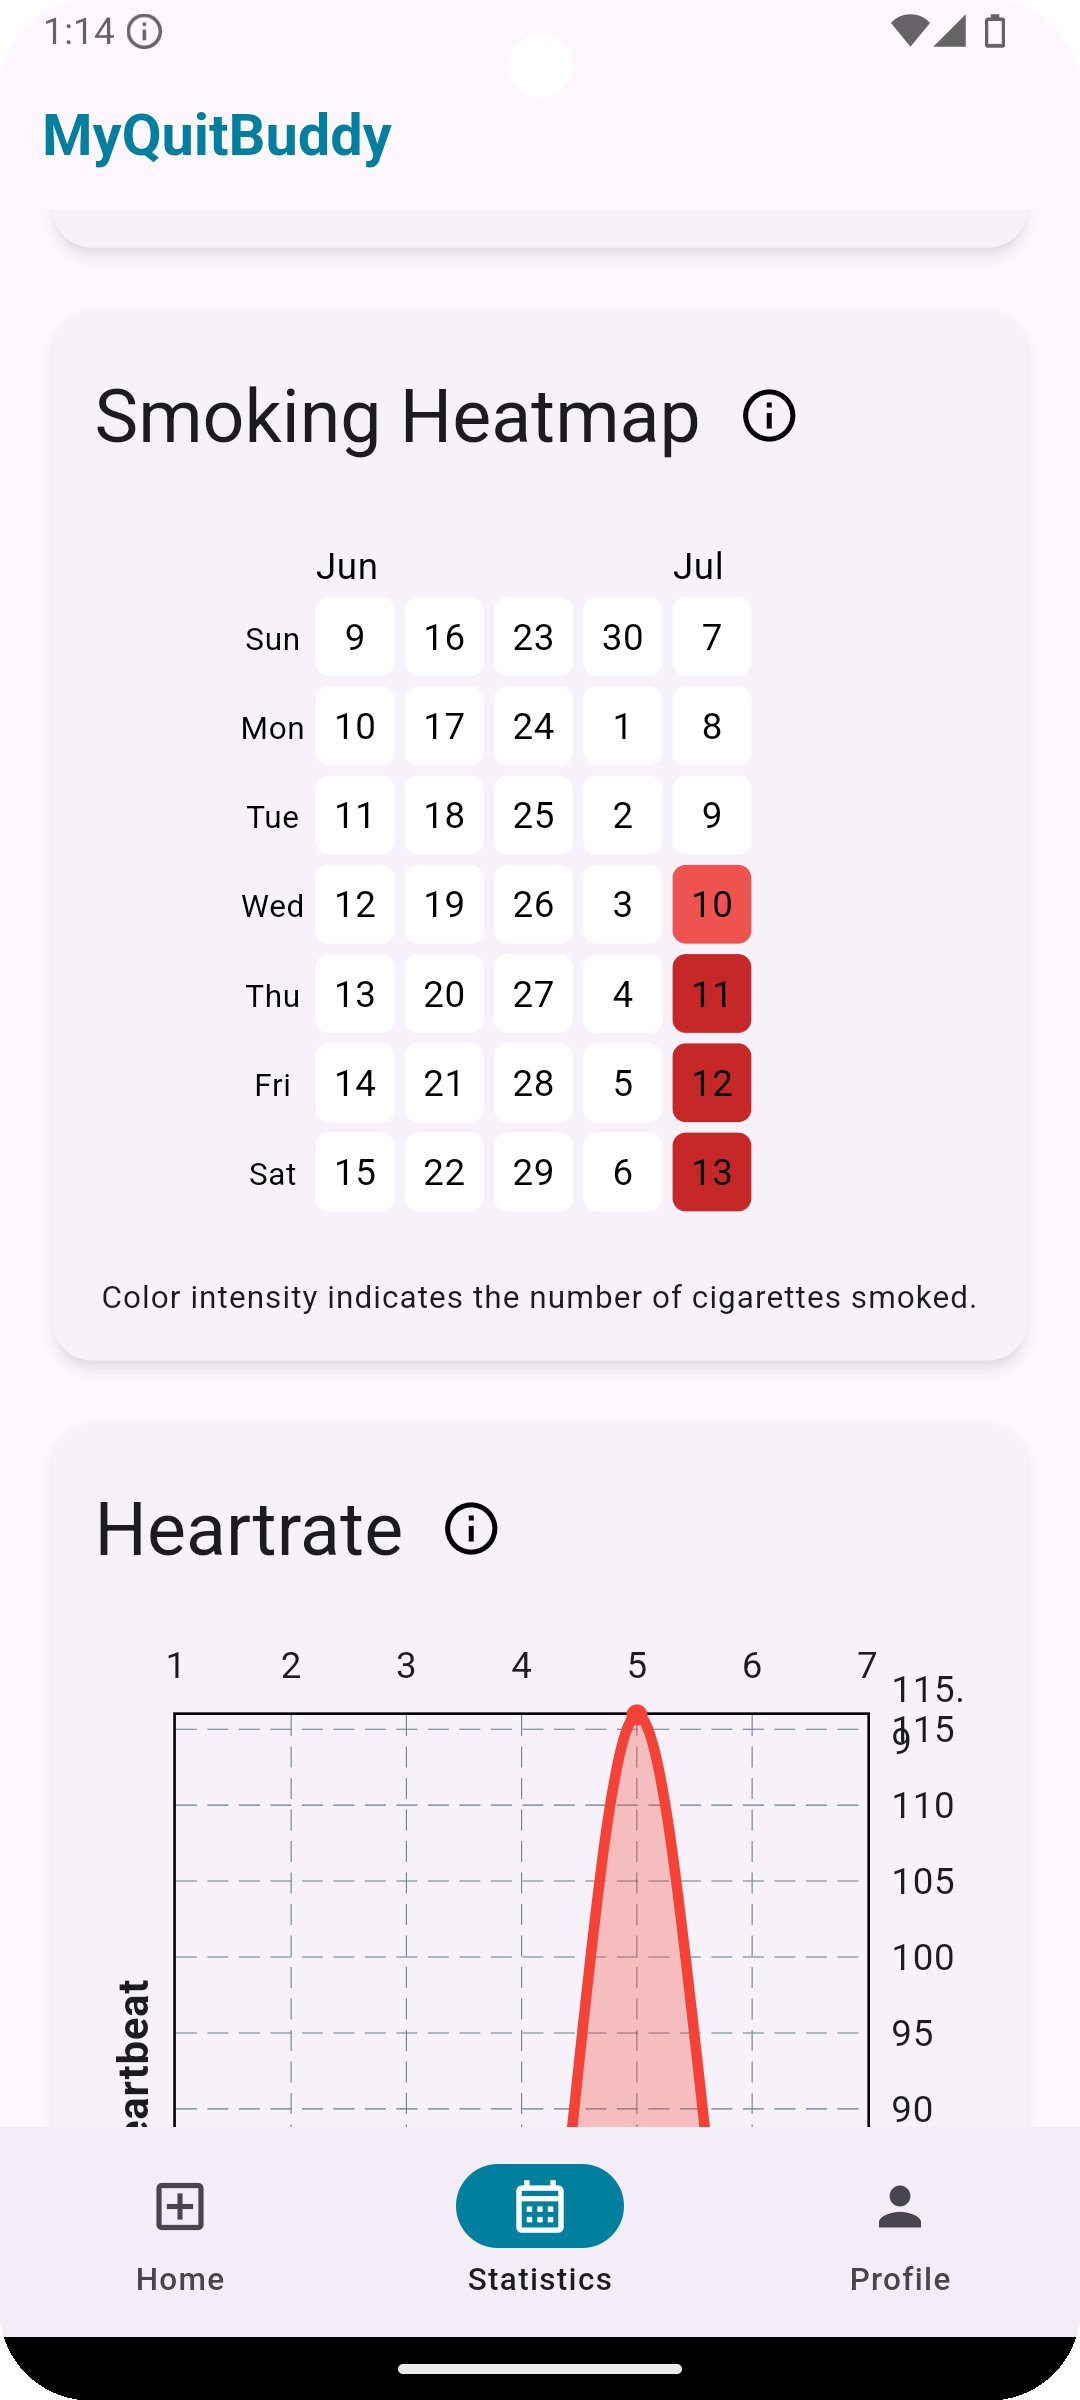 1:14
MyQuitBuddy
Smoking Heatmap
Jun Jul
Sun 9 16 23 30 7
Mon 10 17 24 1 8
Tue 11 18 25 2 9
Wed 12 19 26 3 10
Thu 13 20 27 4 11
Fri 14 21 28 5 12
Sat 15 22 29 6 13
Color intensity indicates the number of cigarettes smoked.
Heartrate
1 2 3 4 5 6 7
115.
9
115
110
105
100
95
90
eartbeat
Home Statistics Profile